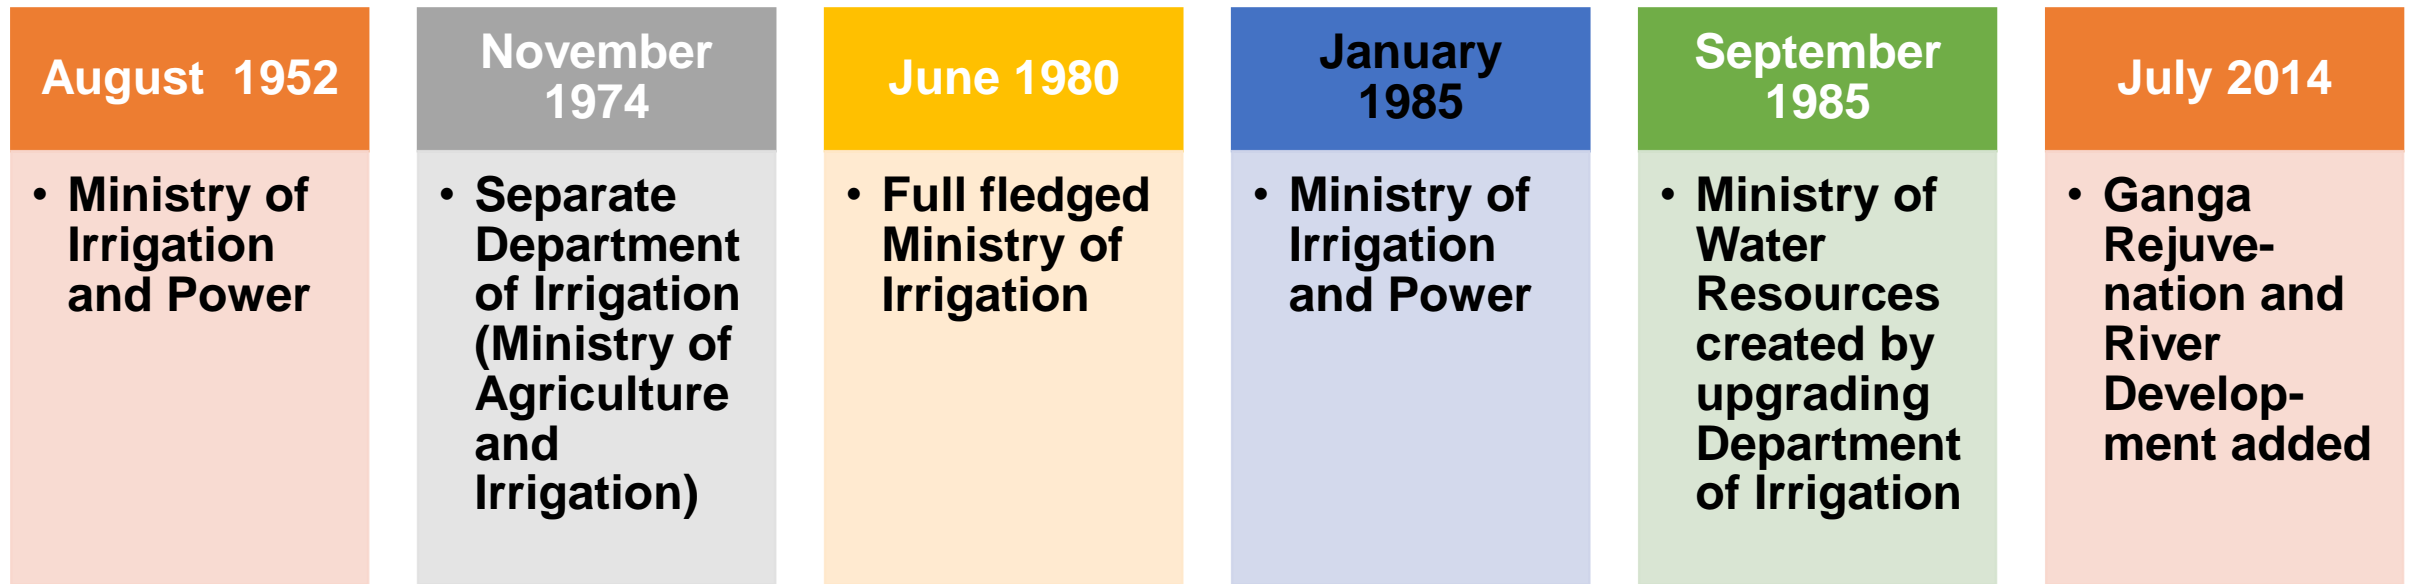 August  1952
• Ministry of
Irrigation
and Power
November
1974
• Separate
Department
of Irrigation
(Ministry of
Agriculture
and
Irrigation)
June 1980
• Full fledged
Ministry of
Irrigation
January
1985
• Ministry of
Irrigation
and Power
September
1985
• Ministry of
Water
Resources
created by
upgrading
Department
of Irrigation
July 2014
• Ganga
Rejuve-
nation and
River
Develop-
ment added